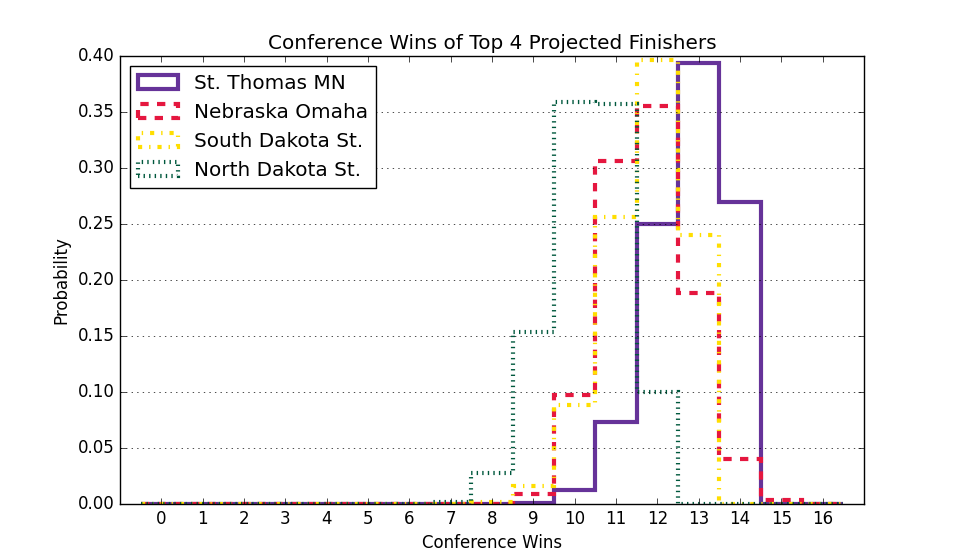 Conference Wins of Top 4 Projected Finishers
0.40
0.35
0.30
0.25
0.20
0.15
0.10
0.05
0.00
Probability
St. Thomas MN
Nebraska Omaha
South Dakota St.
North Dakota St.
0 1 2 3 4 5 6 7 8 9 10 11 12 13 14 15 16
Conference Wins